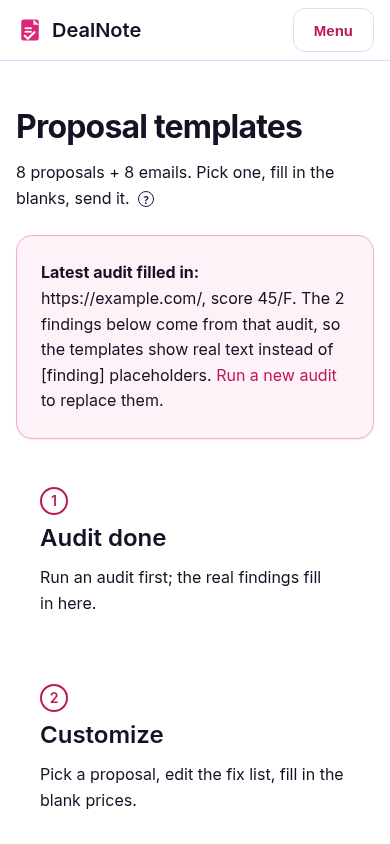 DealNote
Menu
Proposal templates
8 proposals + 8 emails. Pick one, fill in the
blanks, send it. ?
Latest audit filled in:
https://example.com/, score 45/F. The 2
findings below come from that audit, so
the templates show real text instead of
[finding] placeholders. Run a new audit
to replace them.
1
Audit done
Run an audit first; the real findings fill
in here.
2
Customize
Pick a proposal, edit the fix list, fill in the
blank prices.